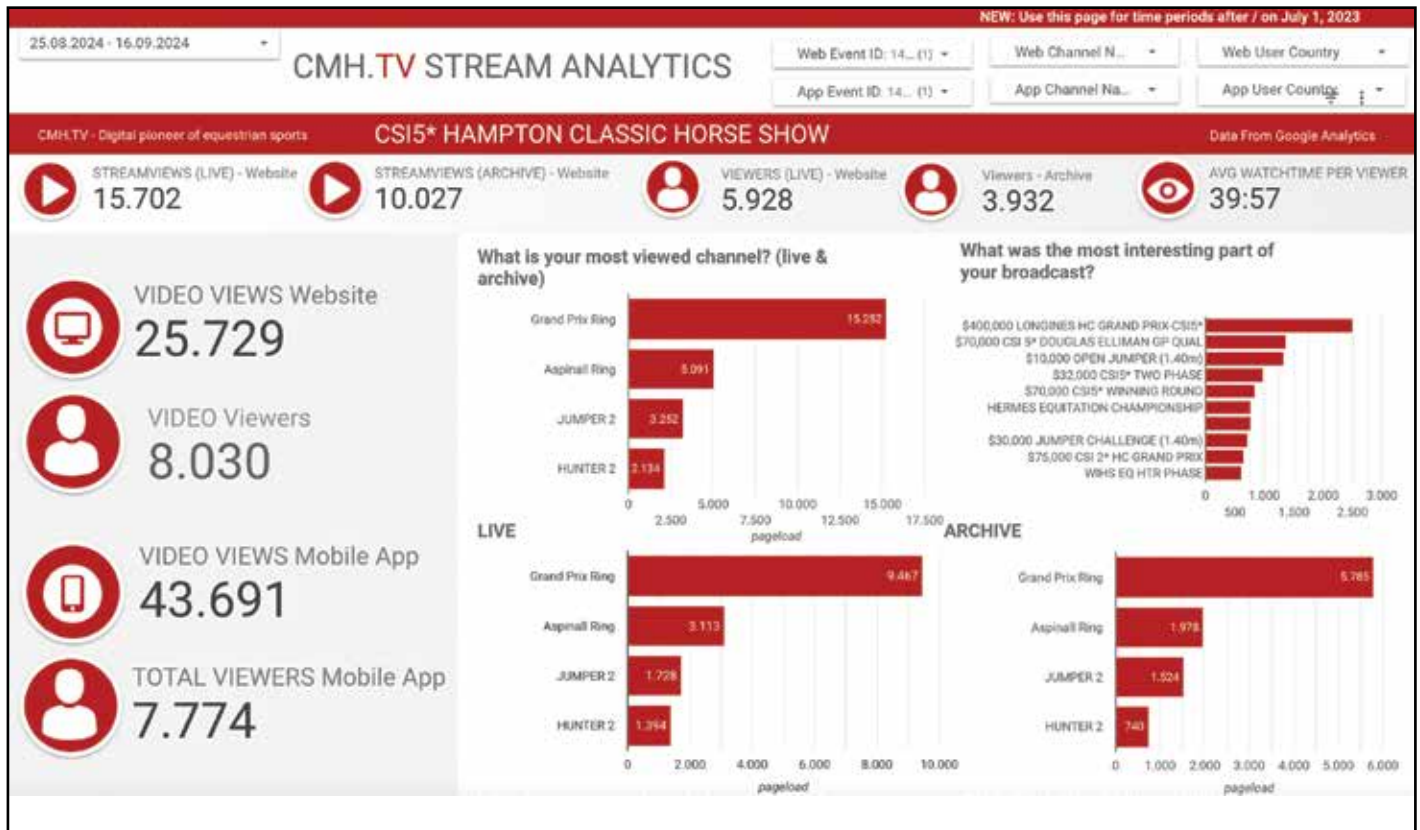 NEW: Use this page for time periods after / on July 1, 2023
25.08.2024 - 16.09.2024
CMH.TV STREAM ANALYTICS
Web Event ID: 14... (1)
Web Channel N...
Web User Country
App Event ID: 14... (1)
App Channel Na...
App User Country
CMH.TV - Digital pioneer of equestrian sports
CSI5* HAMPTON CLASSIC HORSE SHOW
Data From Google Analytics
STREAMVIEWS (LIVE) - Website
15.702
STREAMVIEWS (ARCHIVE) - Website
10.027
VIEWERS (LIVE) - Website
5.928
Viewers - Archive
3.932
AVG WATCHTIME PER VIEWER
39:57
VIDEO VIEWS Website
25.729
VIDEO Viewers
8.030
VIDEO VIEWS Mobile App
43.691
TOTAL VIEWERS Mobile App
7.774
What is your most viewed channel? (live &
archive)
Grand Prix Ring 15.252
Aspinall Ring 5.091
JUMPER 2 3.252
HUNTER 2 2.134
0 5.000 10.000 15.000
2.500 7.500 12.500 17.500
pageload
What was the most interesting part of
your broadcast?
$400,000 LONGINES HC GRAND PRIX-CSI5*
$70,000 CSI 5* DOUGLAS ELLIMAN GP QUAL
$10,000 OPEN JUMPER (1.40m)
$32,000 CSI5* TWO PHASE
$70,000 CSI5* WINNING ROUND
HERMES EQUITATION CHAMPIONSHIP
$30,000 JUMPER CHALLENGE (1.40m)
$75,000 CSI 2* HC GRAND PRIX
WIHS EQ HTR PHASE
0 1.000 2.000 3.000
500 1,500 2.500
LIVE
Grand Prix Ring 9.467
Aspinall Ring 3.113
JUMPER 2 1.728
HUNTER 2 1.394
0 2.000 4.000 6.000 8.000 10.000
pageload
ARCHIVE
Grand Prix Ring 5.785
Aspinall Ring 1.978
JUMPER 2 1.524
HUNTER 2 740
0 1,000 2.000 3.000 4.000 5.000 6.000
pageload